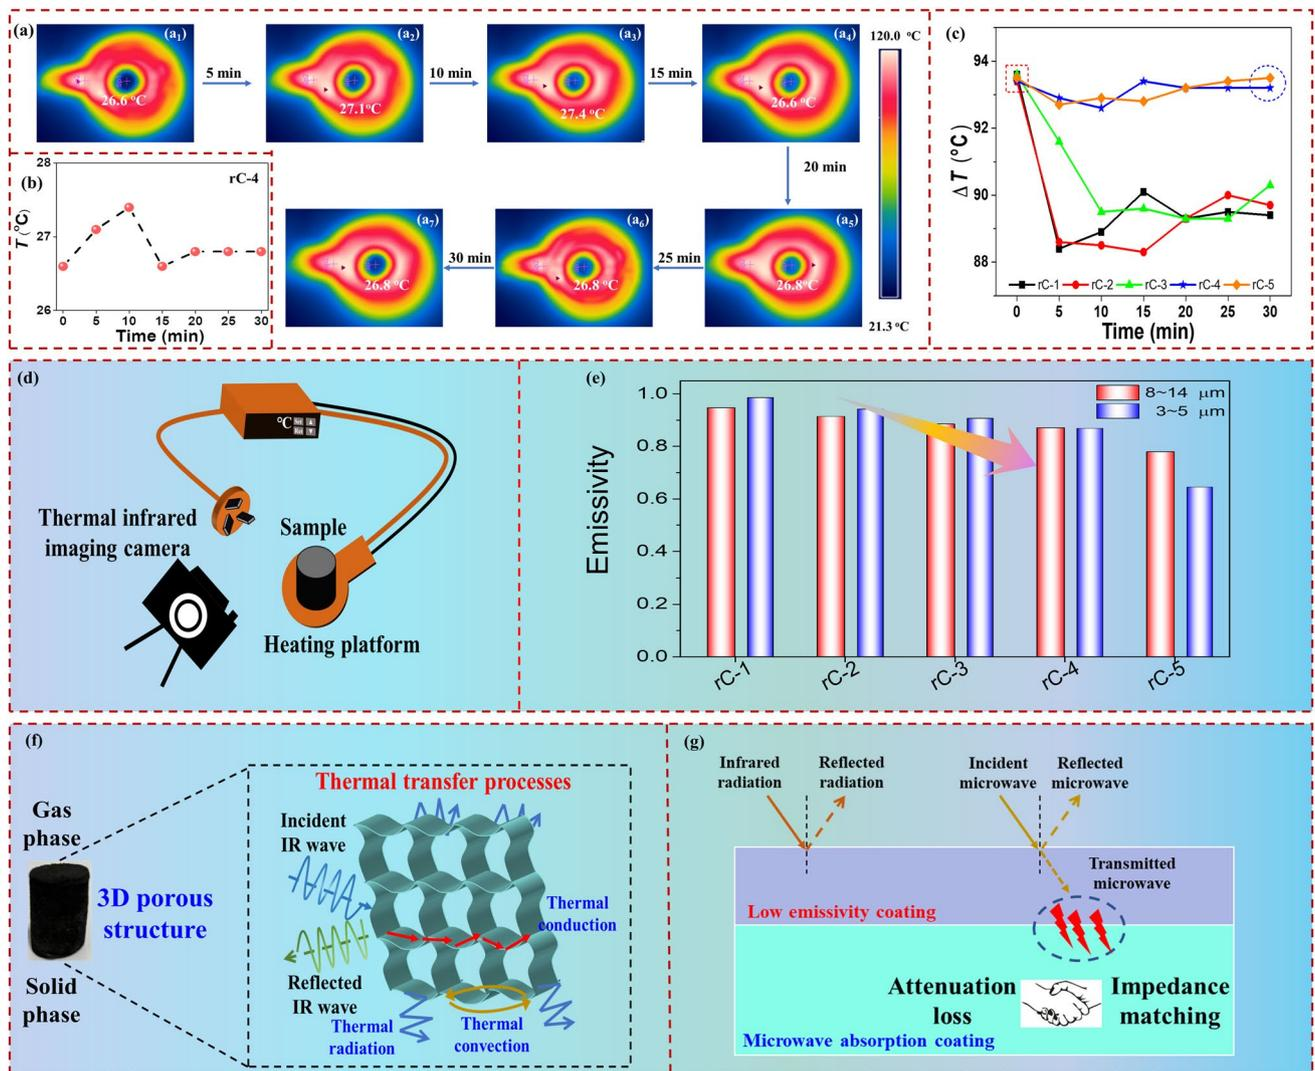 (a)
(a1)
26.6 °C
5 min
(a2)
27.1°C
10 min
(a3)
27.4 °C
15 min
(a4)
26.6 °C
120.0 °C
21.3 °C
20 min
(a5)
26.8°C
25 min
(a6)
26.8 °C
30 min
(a7)
26.8 °C
(b)
rC-4
T (°C)
28
27
26
0 5 10 15 20 25 30
Time (min)
(c)
Δ T (°C)
94
92
90
88
rC-1 rC-2 rC-3 rC-4 rC-5
0 5 10 15 20 25 30
Time (min)
(d)
°C
Set
Thermal infrared
imaging camera
Sample
Heating platform
(e)
Emissivity
1.0
0.8
0.6
0.4
0.2
0.0
8~14 μm
3~5 μm
rC-1 rC-2 rC-3 rC-4 rC-5
(f)
Gas
phase
3D porous
structure
Solid
phase
Thermal transfer processes
Incident
IR wave
Thermal
conduction
Reflected
IR wave
Thermal
radiation
Thermal
convection
(g)
Infrared
radiation
Reflected
radiation
Incident
microwave
Reflected
microwave
Transmitted
microwave
Low emissivity coating
Attenuation
loss
Impedance
matching
Microwave absorption coating